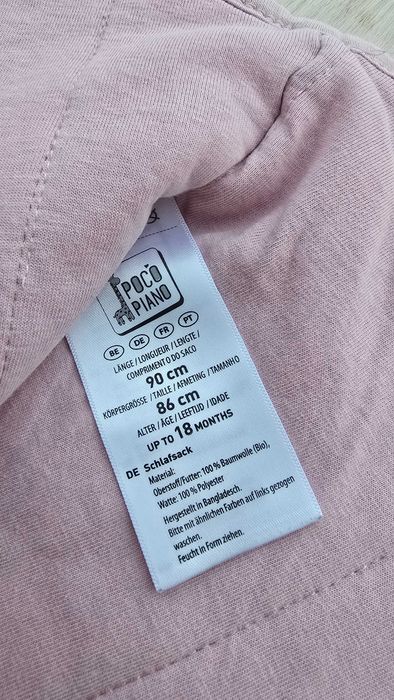 POCO
PIANO
BE DE FR PT
LÄNGE / LONGUEUR / LENGTE /
COMPRIMENTO DO SACO
90 cm
KÖRPERGRÖSSE / TAILLE / AFMETING / TAMANHO
86 cm
ALTER / ÂGE / LEEFTIJD / IDADE
UP TO 18 MONTHS
DE Schlafsack
Material:
Oberstoff/Futter: 100 % Baumwolle (Bio),
Watte: 100 % Polyester
Hergestellt in Bangladesch.
Bitte mit ähnlichen Farben auf links gezogen
waschen.
Feucht in Form ziehen.